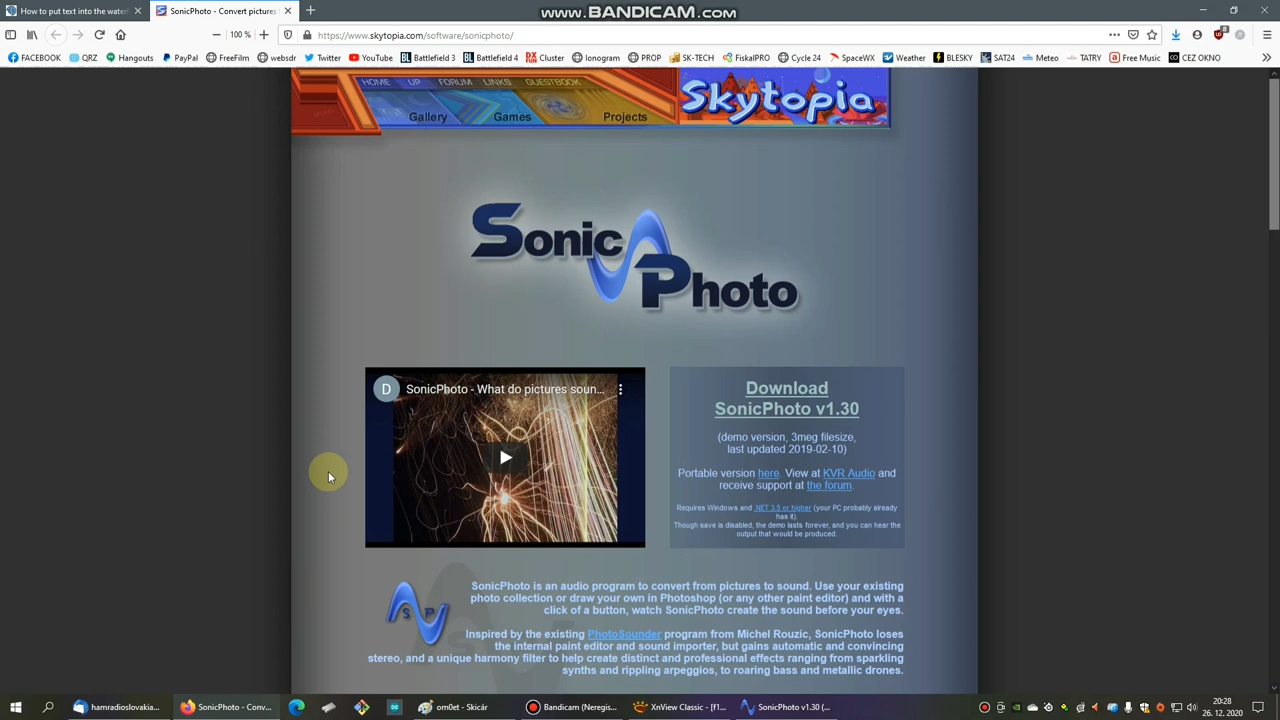 www.BANDICAM.com
How to put text into the water
SonicPhoto - Convert pictures
100 %
https://www.skytopia.com/software/sonicphoto/
FACEBOOK QRZ Hangouts PayPal FreeFilm websdr Twitter YouTube Battlefield 3 Battlefield 4 Cluster Ionogram PROP SK-TECH FiskalPRO Cycle 24 SpaceWX Weather BLESKY SAT24 Meteo TATRY Free Music CEZ OKNO
HOME UP FORUM LINKS GUESTBOOK
Gallery Games Projects
Skytopia
Sonic
Photo
D SonicPhoto - What do pictures soun...
Download
SonicPhoto v1.30
(demo version, 3meg filesize,
last updated 2019-02-10)
Portable version here. View at KVR Audio and
receive support at the forum.
Requires Windows and .NET 3.5 or higher (your PC probably already
has it).
Though save is disabled, the demo lasts forever, and you can hear the
output that would be produced.
SP
SonicPhoto is an audio program to convert from pictures to sound. Use your existing
photo collection or draw your own in Photoshop (or any other paint editor) and with a
click of a button, watch SonicPhoto create the sound before your eyes.
Inspired by the existing PhotoSounder program from Michel Rouzic, SonicPhoto loses
the internal paint editor and sound importer, but gains automatic and convincing
stereo, and a unique harmony filter to help create distinct and professional effects ranging from sparkling
synths and rippling arpeggios, to roaring bass and metallic drones.
hamradioslovakia...
SonicPhoto - Conv...
om0et - Skicár
Bandicam (Neregis...
XnView Classic - [f1...
SonicPhoto v1.30 (...
20:28
26. 12. 2020